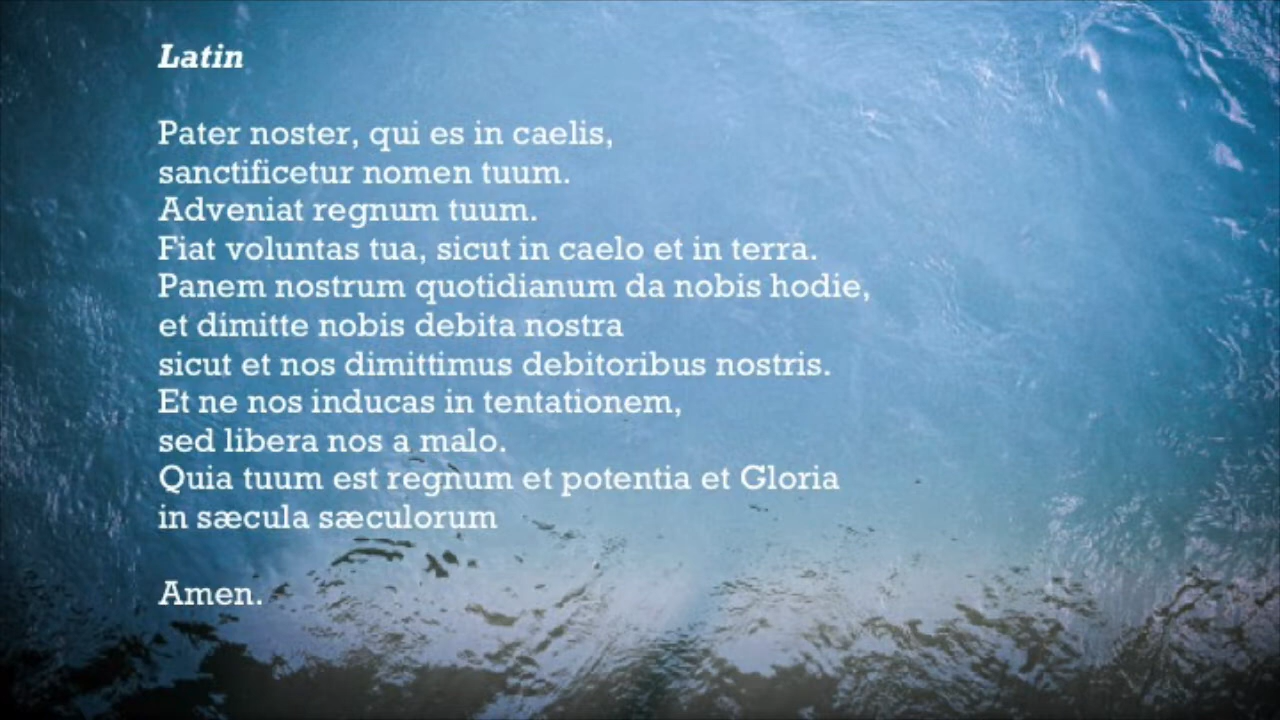 Latin
Pater noster, qui es in caelis,
sanctificetur nomen tuum.
Adveniat regnum tuum.
Fiat voluntas tua, sicut in caelo et in terra.
Panem nostrum quotidianum da nobis hodie,
et dimitte nobis debita nostra
sicut et nos dimittimus debitoribus nostris.
Et ne nos inducas in tentationem,
sed libera nos a malo.
Quia tuum est regnum et potentia et Gloria
in sæcula sæculorum
Amen.